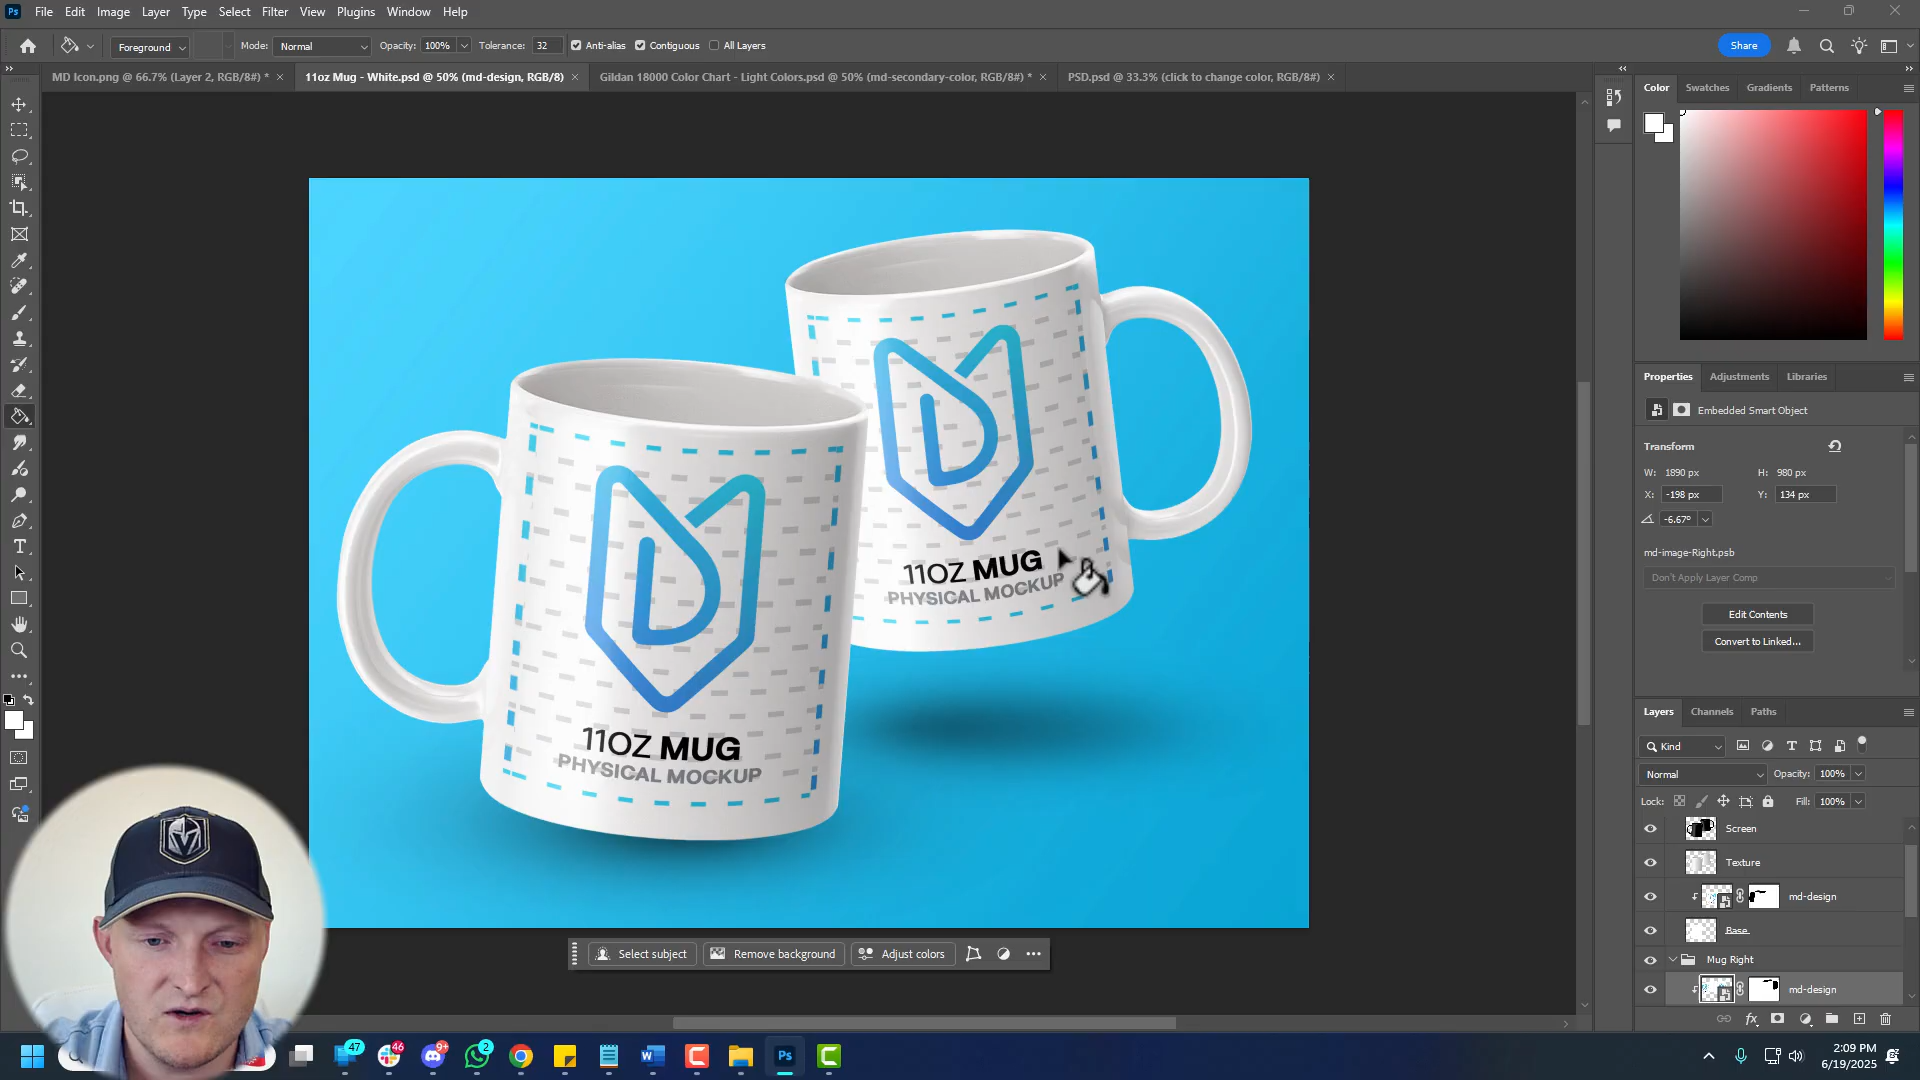 Ps File Edit Image Layer Type Select Filter View Plugins Window Help
Foreground Mode: Normal Opacity: 100% Tolerance: 32 Anti-alias Contiguous All Layers Share
MD Icon.png @ 66.7% (Layer 2, RGB/8#) * 11oz Mug - White.psd @ 50% (md-design, RGB/8) Gildan 18000 Color Chart - Light Colors.psd @ 50% (md-secondary-color, RGB/8#) * PSD.psd @ 33.3% (click to change color, RGB/8#)
Color Swatches Gradients Patterns
Properties Adjustments Libraries
Embedded Smart Object
Transform
W: 1890 px H: 980 px
X: -198 px Y: 134 px
-6.67°
md-image-Right.psb
Don't Apply Layer Comp
Edit Contents
Convert to Linked...
11OZ MUG
PHYSICAL MOCKUP
11OZ MUG
PHYSICAL MOCKUP
Layers Channels Paths
Kind
Normal Opacity: 100%
Lock: Fill: 100%
Screen
Texture
md-design
Base
Mug Right
md-design
Select subject Remove background Adjust colors
47 46 9+ 2 Ps
2:09 PM
6/19/2025